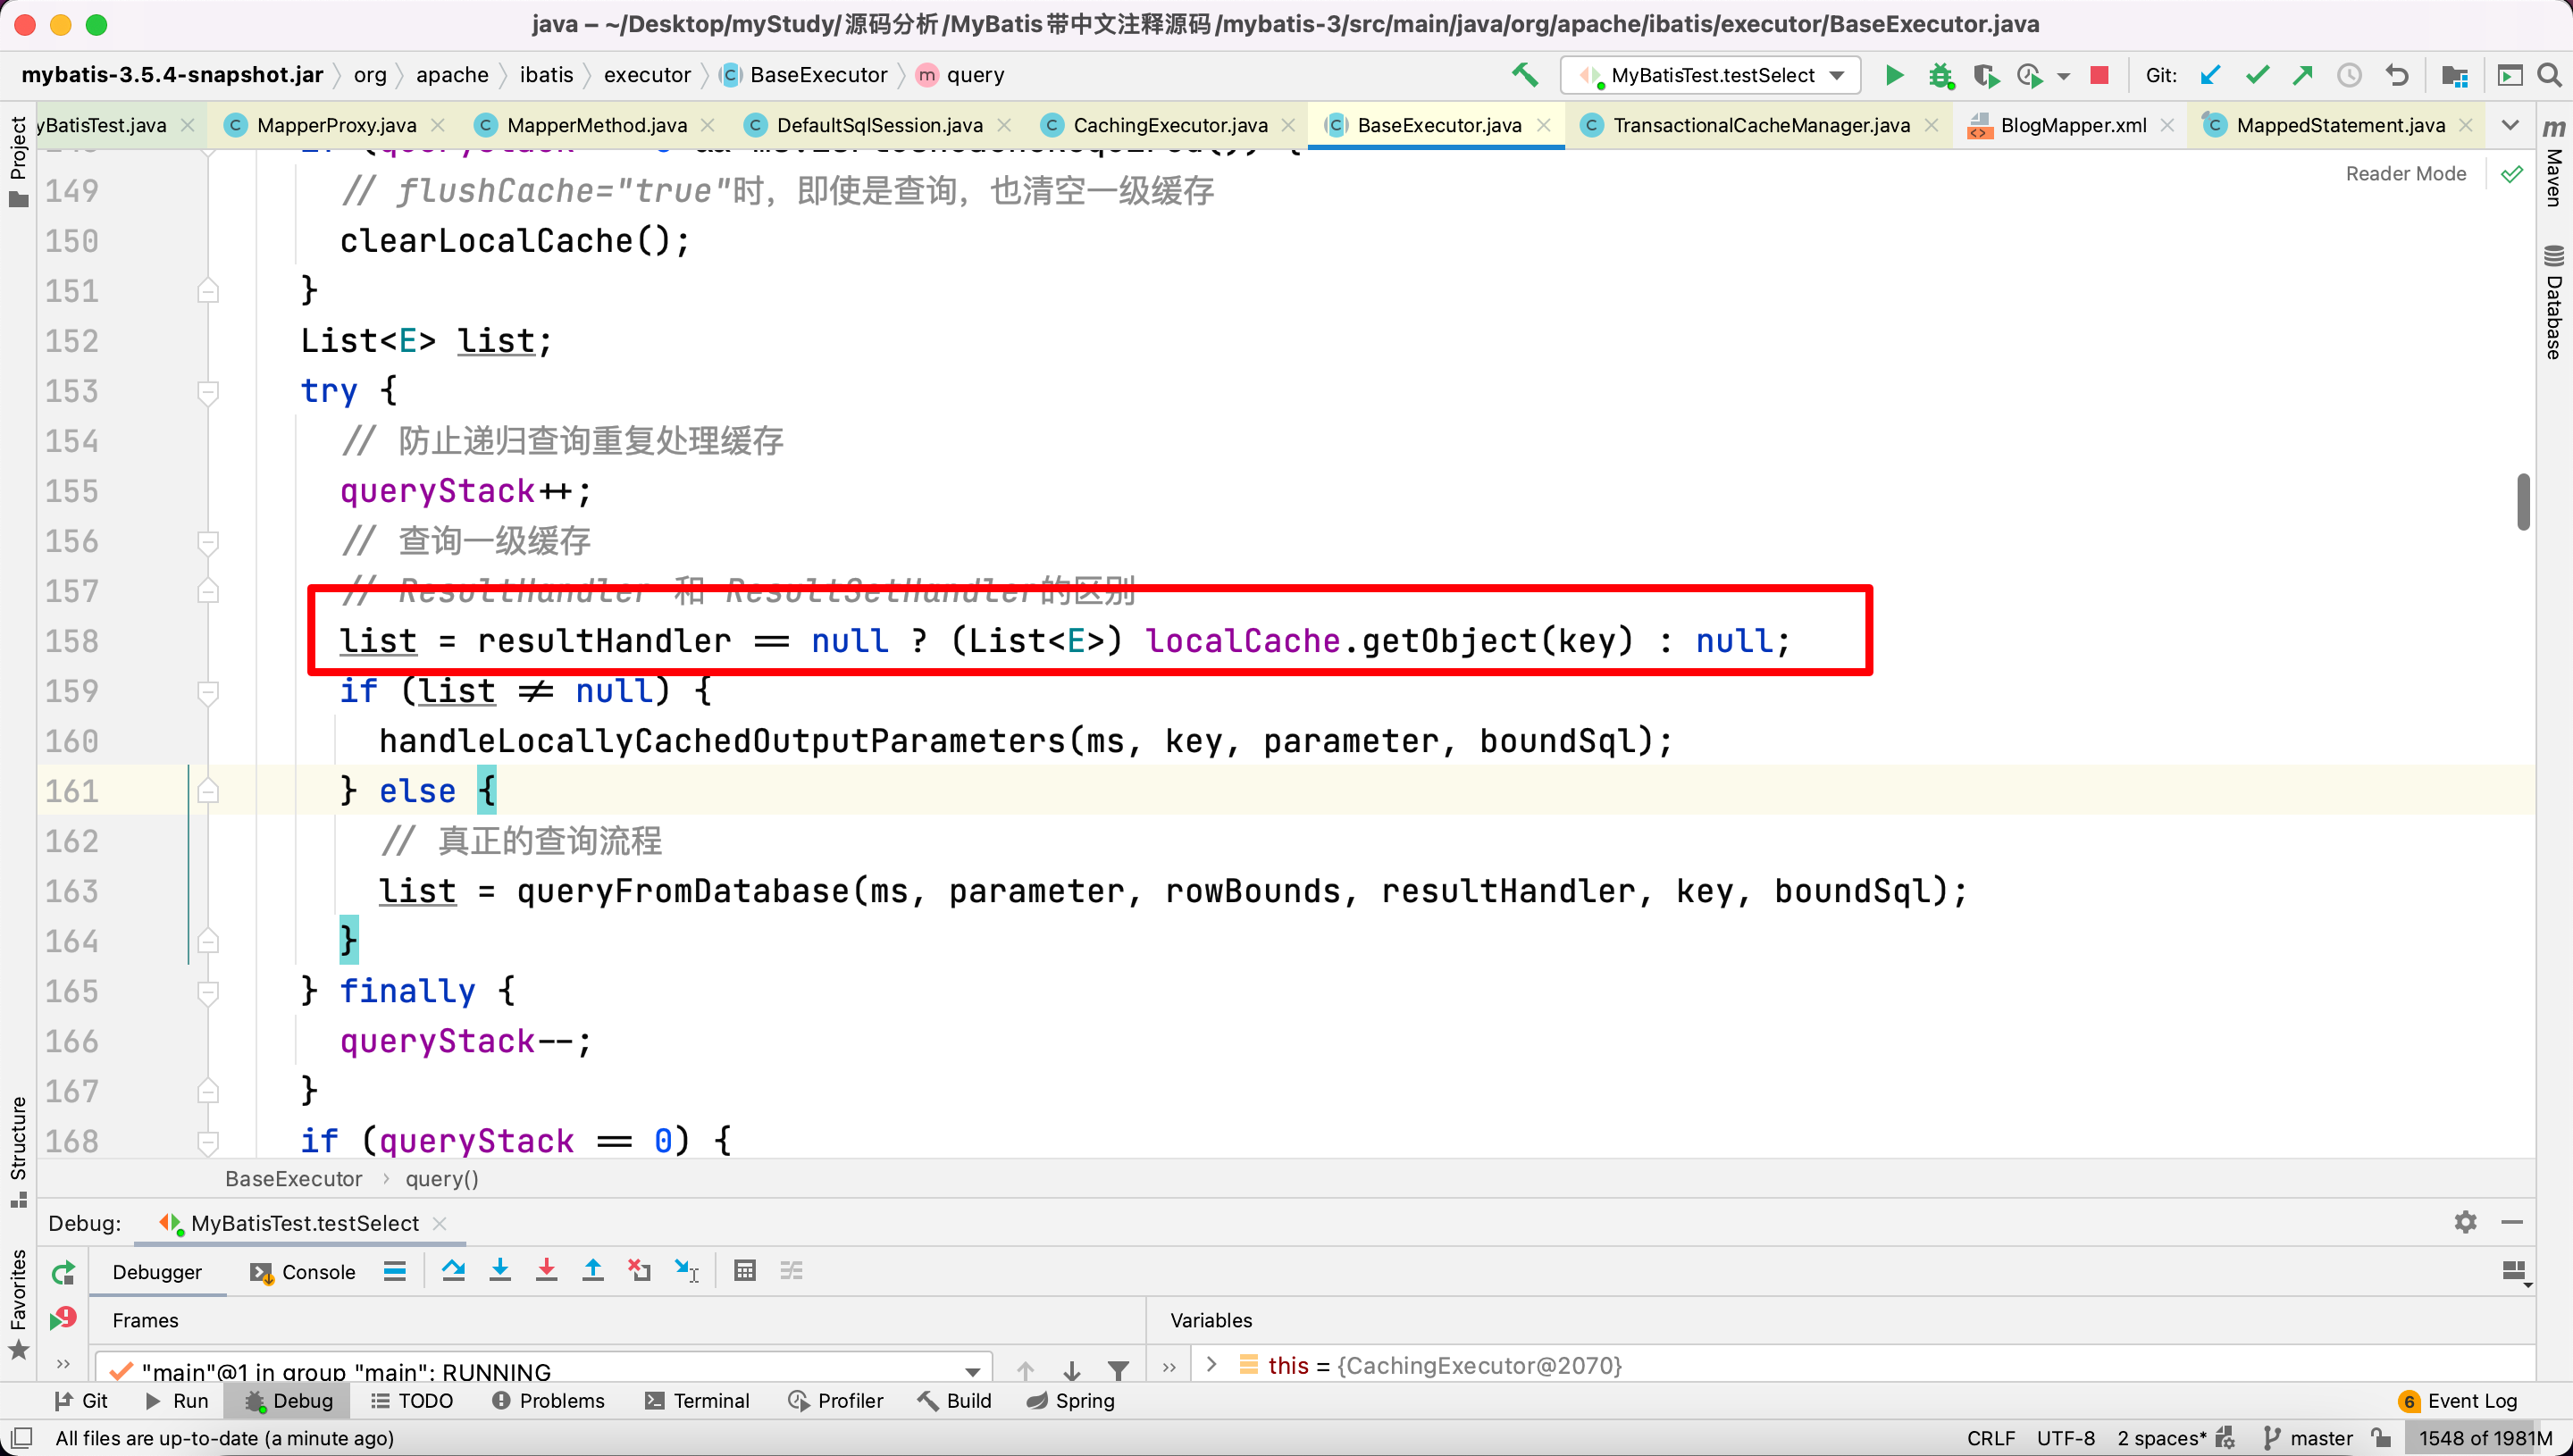 java – ~/Desktop/myStudy/源码分析/MyBatis带中文注释源码/mybatis-3/src/main/java/org/apache/ibatis/executor/BaseExecutor.java
mybatis-3.5.4-snapshot.jar org apache ibatis executor BaseExecutor query MyBatisTest.testSelect Git:
yBatisTest.java MapperProxy.java MapperMethod.java DefaultSqlSession.java CachingExecutor.java BaseExecutor.java TransactionalCacheManager.java BlogMapper.xml MappedStatement.java
Project
Maven
Database
Reader Mode
149 // flushCache="true"时，即使是查询，也清空一级缓存
150 clearLocalCache();
151 }
152 List<E> list;
153 try {
154 // 防止递归查询重复处理缓存
155 queryStack++;
156 // 查询一级缓存
157 // ResultHandler 和 ResultSetHandler的区别
158 list = resultHandler == null ? (List<E>) localCache.getObject(key) : null;
159 if (list != null) {
160 handleLocallyCachedOutputParameters(ms, key, parameter, boundSql);
161 } else {
162 // 真正的查询流程
163 list = queryFromDatabase(ms, parameter, rowBounds, resultHandler, key, boundSql);
164 }
165 } finally {
166 queryStack--;
167 }
168 if (queryStack == 0) {
Structure
Favorites
BaseExecutor query()
Debug: MyBatisTest.testSelect
Debugger Console
Frames Variables
"main"@1 in group "main": RUNNING this = {CachingExecutor@2070}
Git Run Debug TODO Problems Terminal Profiler Build Spring 6 Event Log
All files are up-to-date (a minute ago) CRLF UTF-8 2 spaces* master 1548 of 1981M